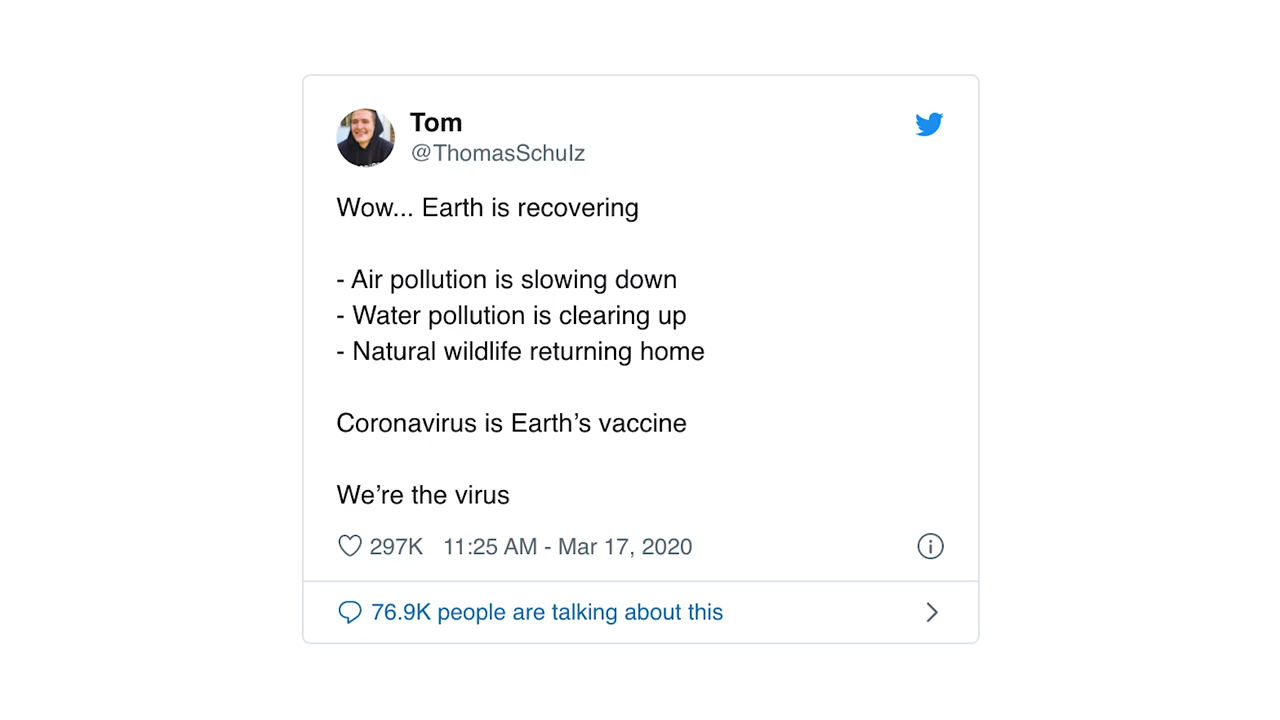 Tom
@ThomasSchulz
Wow... Earth is recovering
- Air pollution is slowing down
- Water pollution is clearing up
- Natural wildlife returning home
Coronavirus is Earth’s vaccine
We’re the virus
297K 11:25 AM - Mar 17, 2020
76.9K people are talking about this